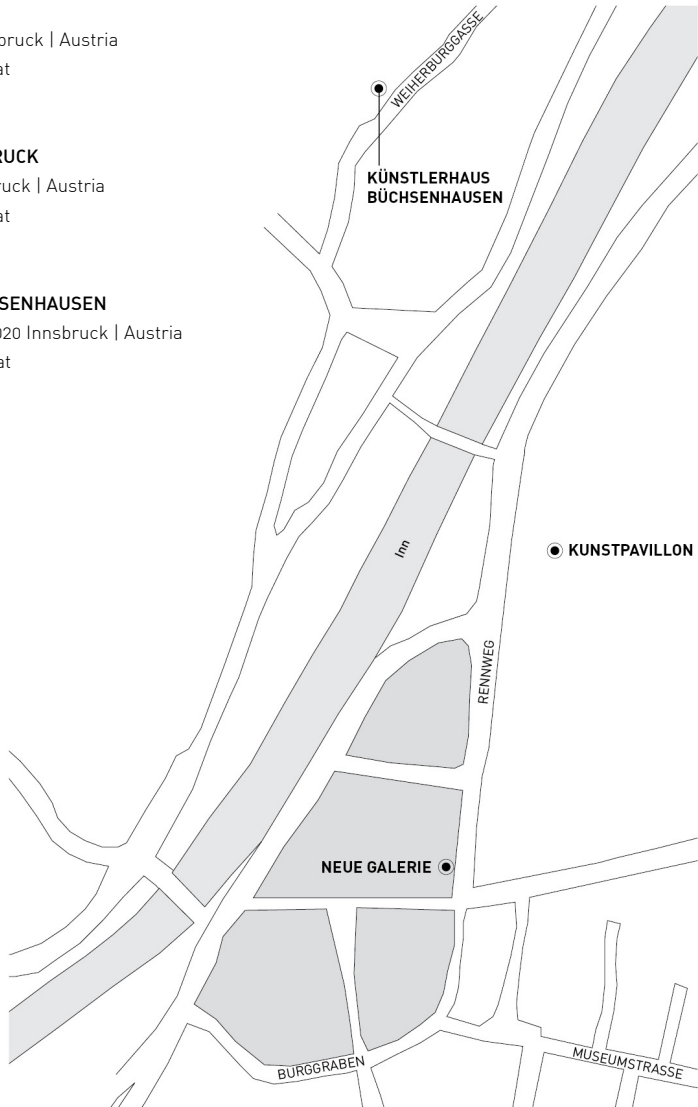 bruck | Austria
at
RUCK
ruck | Austria
at
SENHAUSEN
020 Innsbruck | Austria
at
WEIHERBURGGASSE
KÜNSTLERHAUS
BÜCHSENHAUSEN
Inn
KUNSTPAVILLON
RENNWEG
NEUE GALERIE
BURGGRABEN
MUSEUMSTRASSE